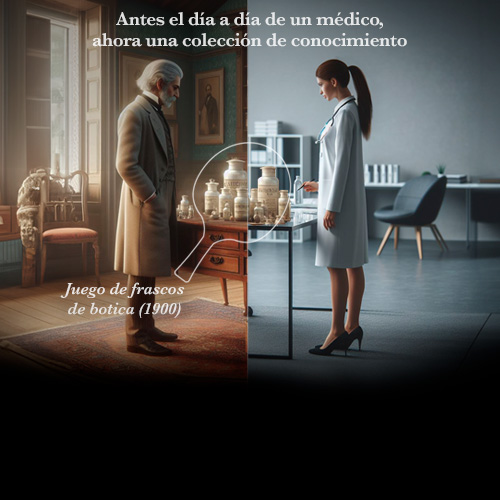 Antes el día a día de un médico,
ahora una colección de conocimiento
Juego de frascos
de botica (1900)